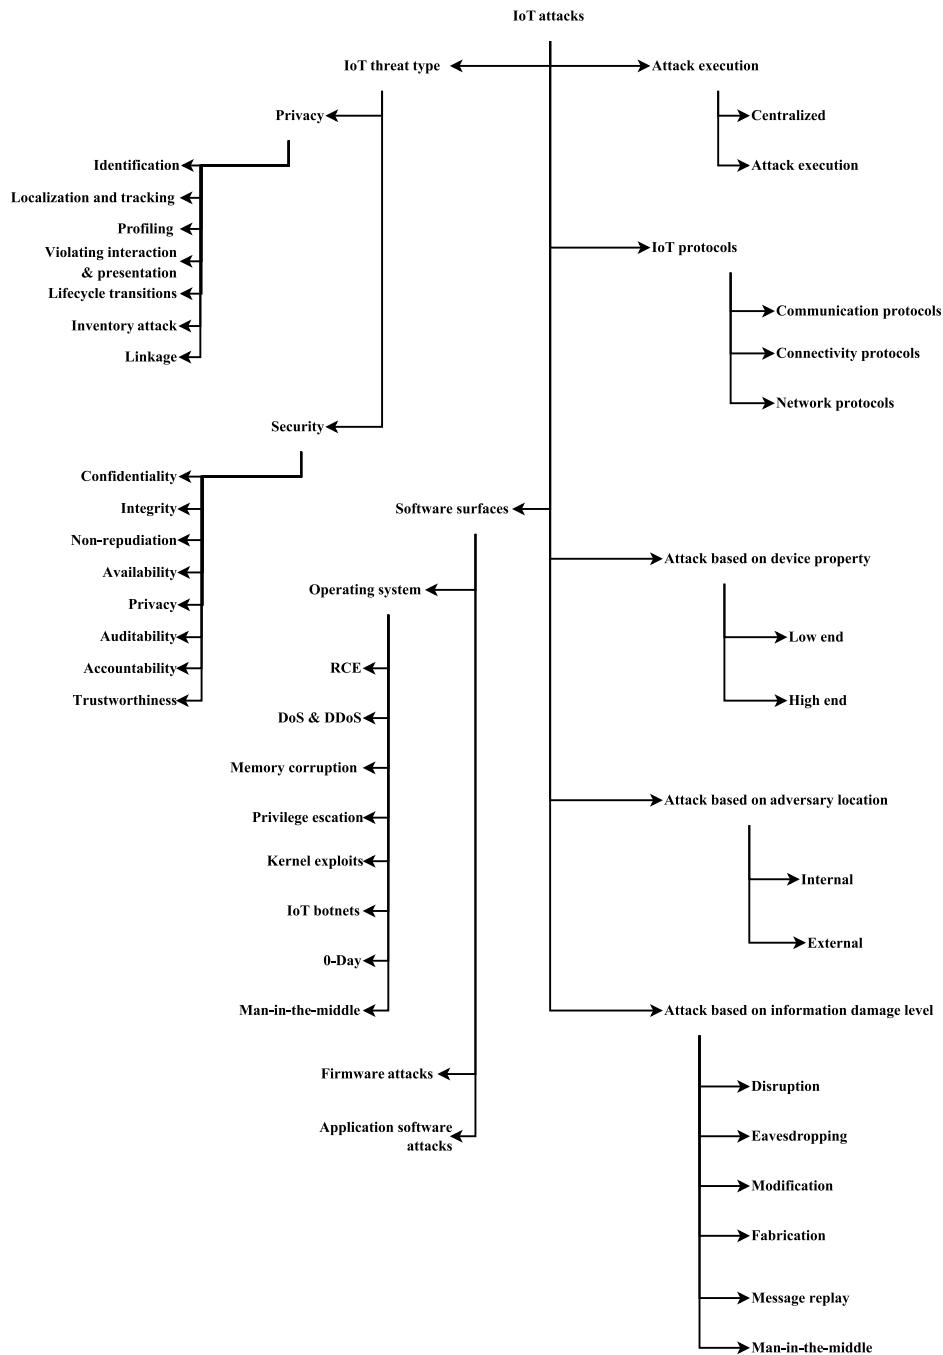 IoT attacks
IoT threat type
Privacy
Identification
Localization and tracking
Profiling
Violating interaction
& presentation
Lifecycle transitions
Inventory attack
Linkage
Security
Confidentiality
Integrity
Non-repudiation
Availability
Privacy
Auditability
Accountability
Trustworthiness
Software surfaces
Operating system
RCE
DoS & DDoS
Memory corruption
Privilege escation
Kernel exploits
IoT botnets
0-Day
Man-in-the-middle
Firmware attacks
Application software
attacks
Attack execution
Centralized
Attack execution
IoT protocols
Communication protocols
Connectivity protocols
Network protocols
Attack based on device property
Low end
High end
Attack based on adversary location
Internal
External
Attack based on information damage level
Disruption
Eavesdropping
Modification
Fabrication
Message replay
Man-in-the-middle